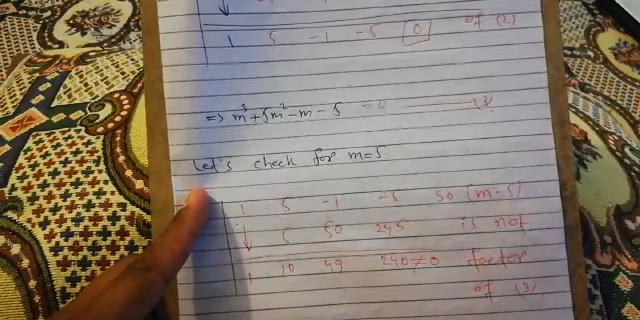 1 5 -1 -5 0 of (2)
⇒ m³+5m²-m-5 =0 (3)
Let's check for m=5
1 5 -1 -5 so (m-5)
↓ 5 50 245 is not
1 10 49 240≠0 factor
of (3)